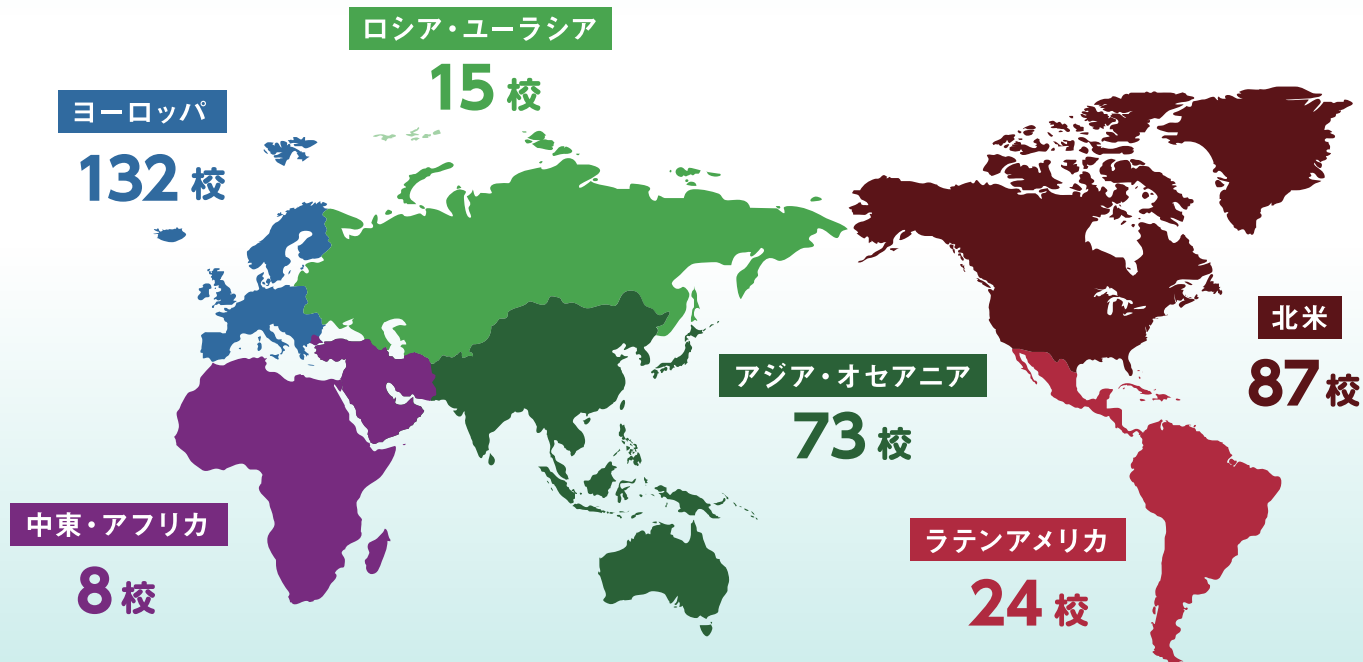 ロシア・ユーラシア
15 校
ヨーロッパ
132 校
北米
87 校
アジア・オセアニア
73 校
中東・アフリカ
8 校
ラテンアメリカ
24 校